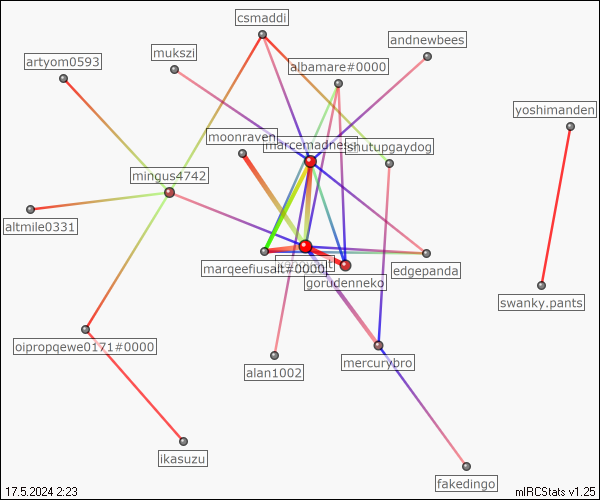 csmaddi
andnewbees
mukszi
artyom0593
albamare#0000
yoshimanden
moonraven
marcemadness
shutupgaydog
mingus4742
altmile0331
marqeefiusalt#0000
edgepanda
gorudenneko
swanky.pants
oipropqewe0171#0000
alan1002
mercurybro
ikasuzu
fakedingo
17.5.2024 2:23
mIRCStats v1.25